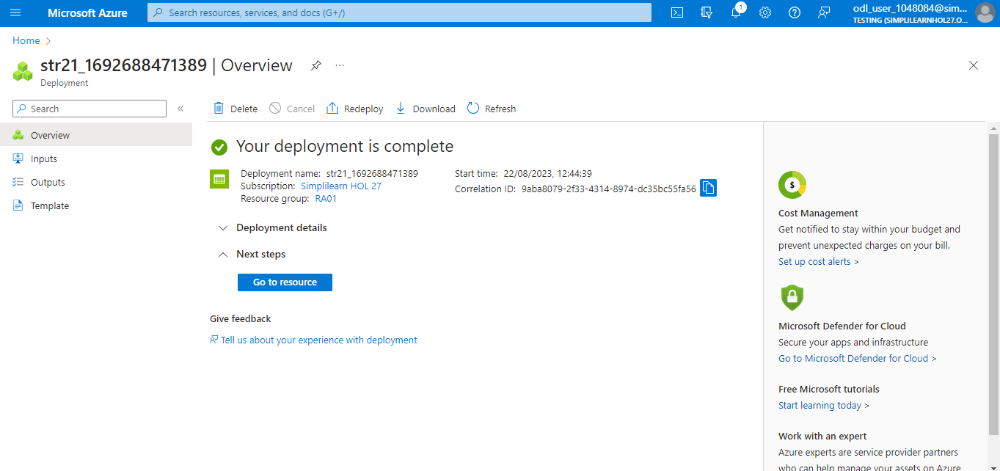 Microsoft Azure
Search resources, services, and docs (G+/)
1
odl_user_1048084@sim...
TESTING (SIMPLILEARNHOL27.O...
Home
str21_1692688471389 | Overview
...
Deployment
Search
Delete
Cancel
Redeploy
Download
Refresh
Overview
Inputs
Outputs
Template
Your deployment is complete
Deployment name: str21_1692688471389
Subscription: Simplilearn HOL 27
Resource group: RA01
Start time: 22/08/2023, 12:44:39
Correlation ID: 9aba8079-2f33-4314-8974-dc35bc55fa56
Deployment details
Next steps
Go to resource
Give feedback
Tell us about your experience with deployment
$
Cost Management
Get notified to stay within your budget and
prevent unexpected charges on your bill.
Set up cost alerts >
Microsoft Defender for Cloud
Secure your apps and infrastructure
Go to Microsoft Defender for Cloud >
Free Microsoft tutorials
Start learning today >
Work with an expert
Azure experts are service provider partners
who can help manage your assets on Azure